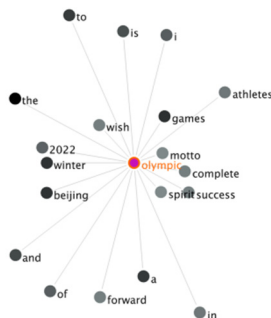 to
is
i
athletes
the
games
wish
2022
motto
winter
olympic
complete
beijing
spirit
success
and
a
of
forward
in